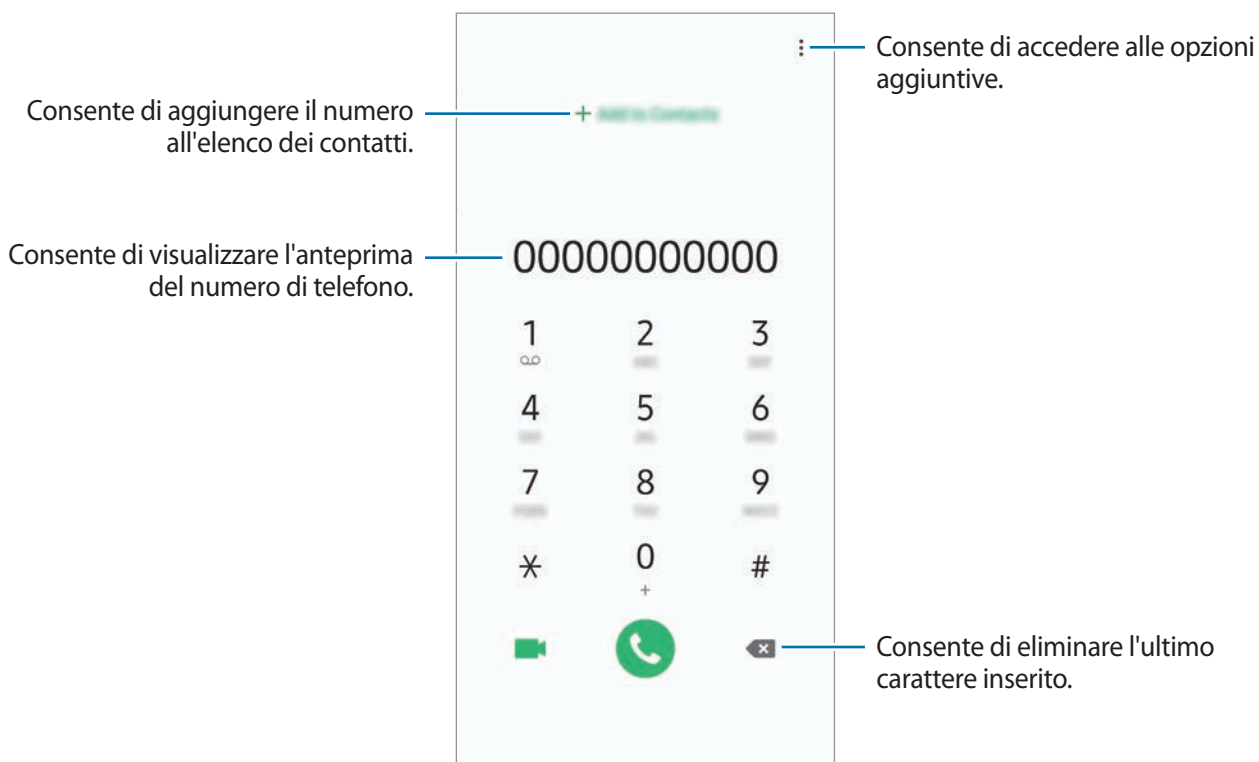 Consente di accedere alle opzioni
aggiuntive.
Consente di aggiungere il numero
all'elenco dei contatti.
+
Consente di visualizzare l'anteprima
del numero di telefono.
00000000000
1 2 3
4 5 6
7 8 9
* 0 #
+
Consente di eliminare l'ultimo
carattere inserito.